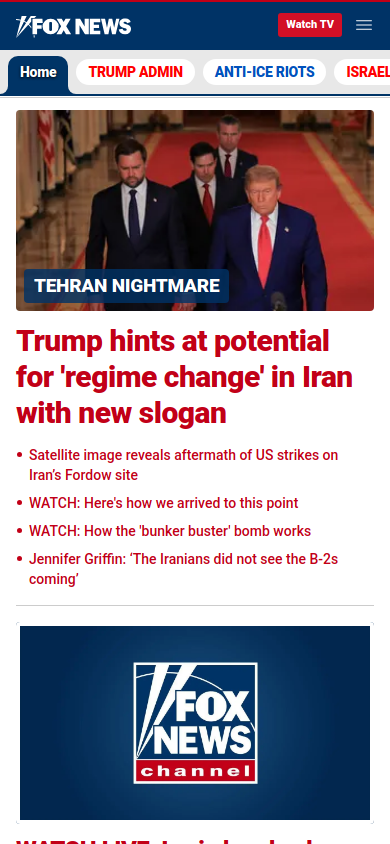 FOX NEWS
Watch TV
Home
TRUMP ADMIN
ANTI-ICE RIOTS
ISRAEL
TEHRAN NIGHTMARE
Trump hints at potential
for 'regime change' in Iran
with new slogan
• Satellite image reveals aftermath of US strikes on
Iran’s Fordow site
• WATCH: Here's how we arrived to this point
• WATCH: How the 'bunker buster' bomb works
• Jennifer Griffin: ‘The Iranians did not see the B-2s
coming’
FOX
NEWS
channel